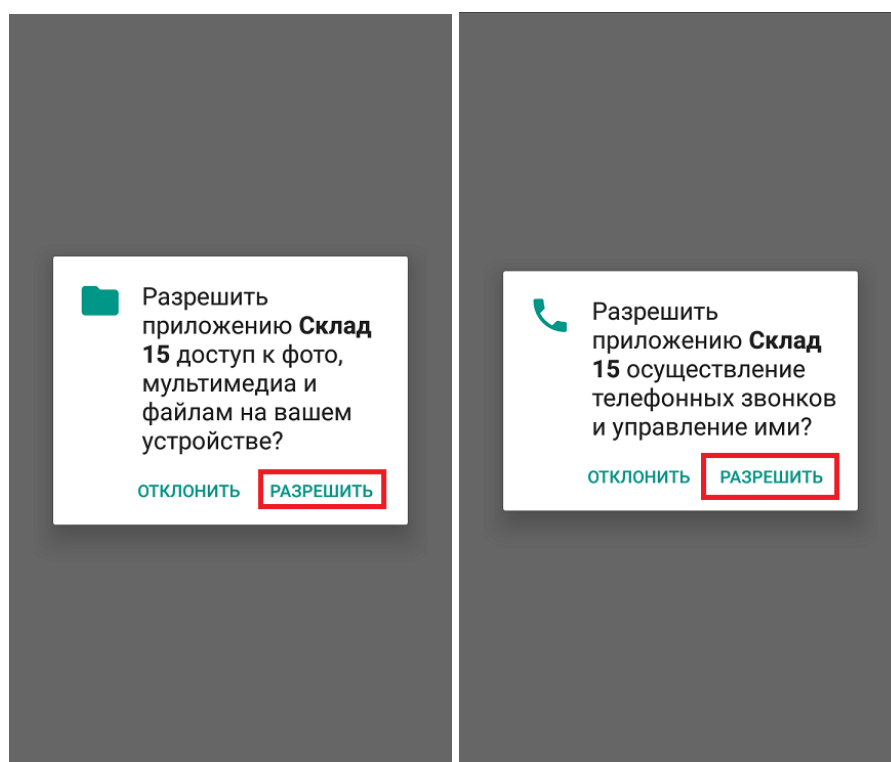 Разрешить
приложению Склад
15 доступ к фото,
мультимедиа и
файлам на вашем
устройстве?
ОТКЛОНИТЬ РАЗРЕШИТЬ
Разрешить
приложению Склад
15 осуществление
телефонных звонков
и управление ими?
ОТКЛОНИТЬ РАЗРЕШИТЬ